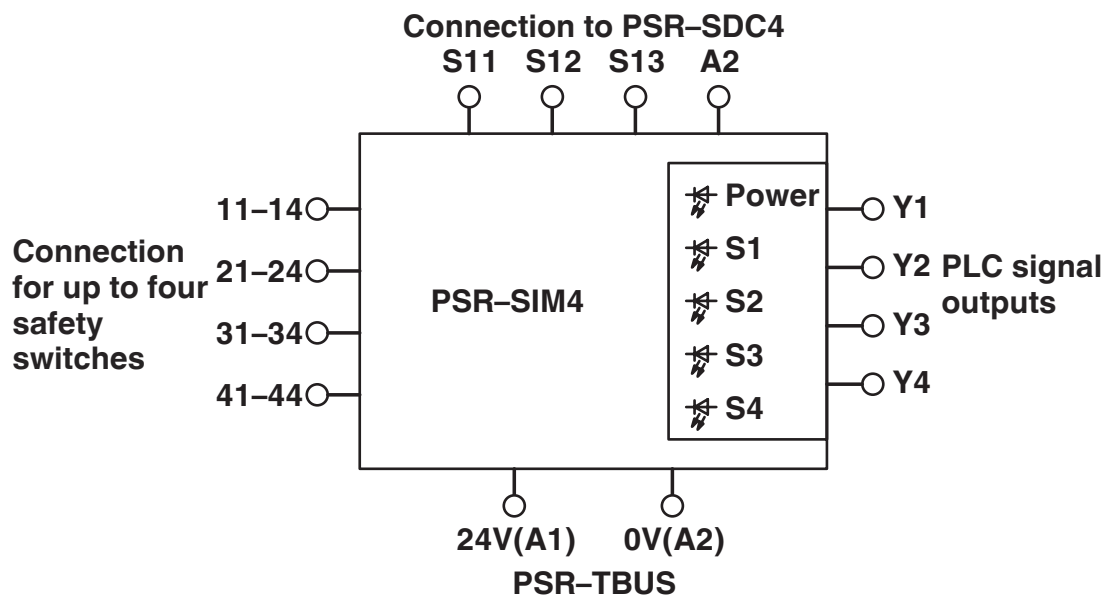 Connection to PSR–SDC4
S11 S12 S13 A2
11–14
21–24
31–34
41–44
Connection
for up to four
safety
switches
PSR–SIM4
Power
S1
S2
S3
S4
Y1
Y2
Y3
Y4
PLC signal
outputs
24V(A1) 0V(A2)
PSR–TBUS